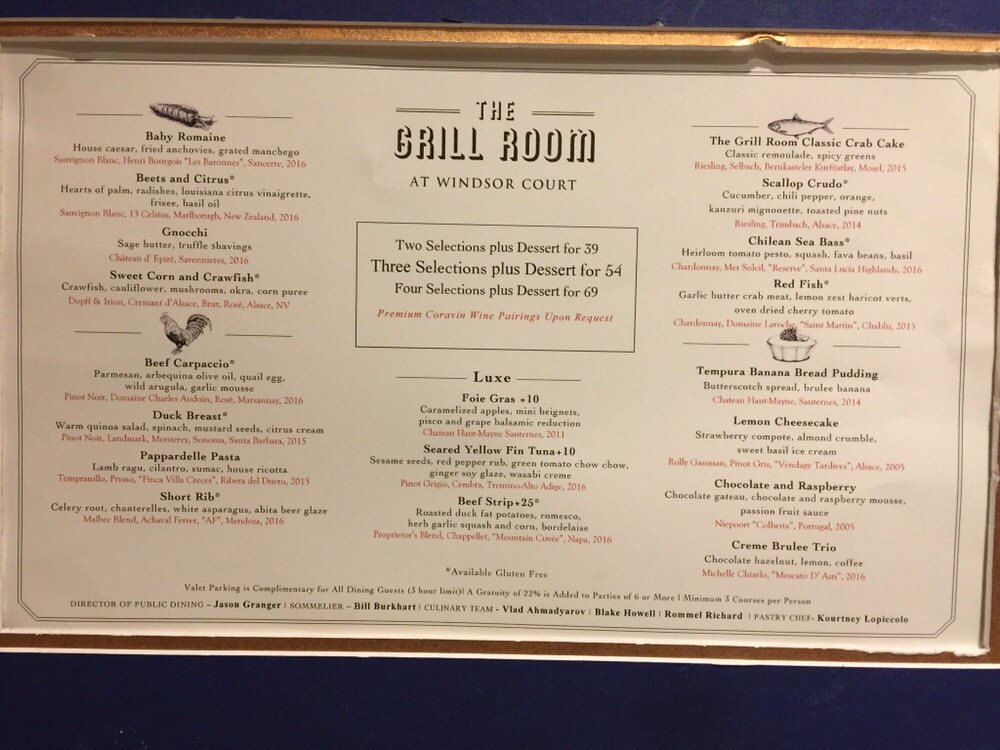 Baby Romaine
House caesar, fried anchovies, grated manchego
Sauvignon Blanc, Henri Bourgois "Les Baronnes", Sancerre, 2016
Beets and Citrus*
Hearts of palm, radishes, louisiana citrus vinaigrette,
frisee, basil oil
Sauvignon Blanc, 13 Celsius, Marlborugh, New Zealand, 2016
Gnocchi
Sage butter, truffle shavings
Château d' Epiré, Savennieres, 2016
Sweet Corn and Crawfish*
Crawfish, cauliflower, mushrooms, okra, corn puree
Dopff & Irion, Cremant d'Alsace, Brut, Rosé, Alsace, NV
Beef Carpaccio*
Parmesan, arbequina olive oil, quail egg,
wild arugula, garlic mousse
Pinot Noir, Domaine Charles Audoin, Rosé, Marsannay, 2016
Duck Breast*
Warm quinoa salad, spinach, mustard seeds, citrus cream
Pinot Noir, Landmark, Monterey, Sonoma, Santa Barbara, 2015
Pappardelle Pasta
Lamb ragu, cilantro, sumac, house ricotta
Tempranillo, Pruno, "Finca Villa Creces", Ribera del Duero, 2015
Short Rib*
Celery root, chanterelles, white asparagus, abita beer glaze
Malbec Blend, Achaval Ferrer, "AF", Mendoza, 2016
THE
GRILL ROOM
AT WINDSOR COURT
Two Selections plus Dessert for 39
Three Selections plus Dessert for 54
Four Selections plus Dessert for 69
Premium Coravin Wine Pairings Upon Request
Luxe
Foie Gras +10
Caramelized apples, mini beignets,
pisco and grape balsamic reduction
Chateau Haut-Mayne Sauternes, 2011
Seared Yellow Fin Tuna+10
Sesame seeds, red pepper rub, green tomato chow chow,
ginger soy glaze, wasabi creme
Pinot Grigio, Cembra, Trentino-Alto Adige, 2016
Beef Strip+25*
Roasted duck fat potatoes, romesco,
herb garlic squash and corn, bordelaise
Proprietor's Blend, Chappellet, "Mountain Cuvée", Napa, 2016
*Available Gluten Free
The Grill Room Classic Crab Cake
Classic remoulade, spicy greens
Riesling, Selbach, Bernkasteler Kurfüstlay, Mosel, 2015
Scallop Crudo*
Cucumber, chili pepper, orange,
kanzuri mignonette, toasted pine nuts
Riesling, Trimbach, Alsace, 2014
Chilean Sea Bass*
Heirloom tomato pesto, squash, fava beans, basil
Chardonnay, Mer Soleil, "Reserve", Santa Lucia Highlands, 2016
Red Fish*
Garlic butter crab meat, lemon zest haricot verts,
oven dried cherry tomato
Chardonnay, Domaine Laroche, "Saint Martin", Chablis, 2015
Tempura Banana Bread Pudding
Butterscotch spread, brulee banana
Chateau Haut-Mayne, Sauternes, 2014
Lemon Cheesecake
Strawberry compote, almond crumble,
sweet basil ice cream
Rolly Gassman, Pinot Gris, "Vendage Tardives", Alsace, 2005
Chocolate and Raspberry
Chocolate gateau, chocolate and raspberry mousse,
passion fruit sauce
Niepoort "Colheita", Portugal, 2005
Creme Brulee Trio
Chocolate hazelnut, lemon, coffee
Michelle Chiarlo, "Moscato D' Asti", 2016
Valet Parking is Complimentary for All Dining Guests (3 hour limit)| A Gratuity of 22% is Added to Parties of 6 or More | Minimum 3 Courses per Person
DIRECTOR OF PUBLIC DINING – Jason Granger | SOMMELIER – Bill Burkhart | CULINARY TEAM - Vlad Ahmadyarov | Blake Howell | Rommel Richard | PASTRY CHEF- Kourtney Lopiccolo